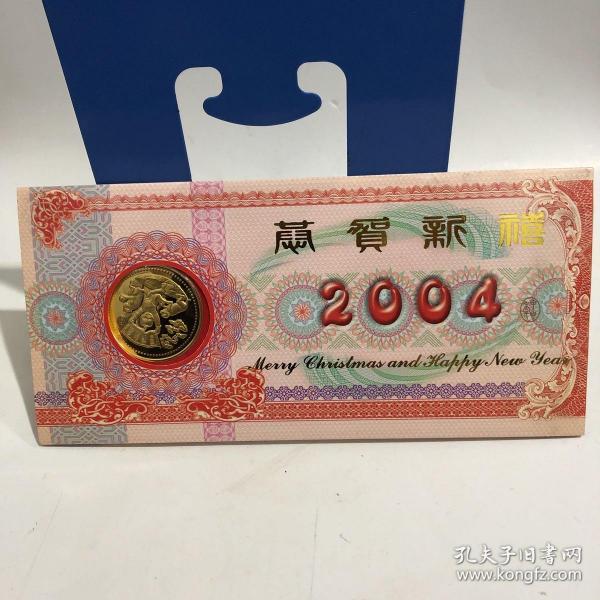 恭賀新禧
2004
Merry Christmas and Happy New Year
孔夫子旧书网
www.kongfz.com